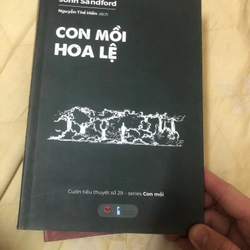 John Sandford
Nguyễn Thế Hiển dịch
CON MỒI
HOA LỆ
Cuốn tiểu thuyết số 29 - series Con mồi